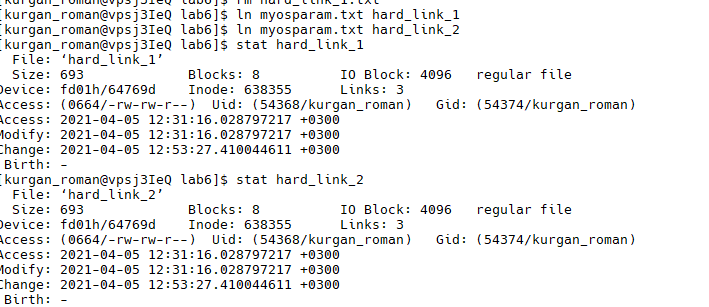 [kurgan_roman@vpsj3IeQ lab6]$ rm hard_link_1.txt
[kurgan_roman@vpsj3IeQ lab6]$ ln myosparam.txt hard_link_1
[kurgan_roman@vpsj3IeQ lab6]$ ln myosparam.txt hard_link_2
[kurgan_roman@vpsj3IeQ lab6]$ stat hard_link_1
  File: ‘hard_link_1’
  Size: 693             Blocks: 8          IO Block: 4096   regular file
Device: fd01h/64769d    Inode: 638355      Links: 3
Access: (0664/-rw-rw-r--)  Uid: (54368/kurgan_roman)   Gid: (54374/kurgan_roman)
Access: 2021-04-05 12:31:16.028797217 +0300
Modify: 2021-04-05 12:31:16.028797217 +0300
Change: 2021-04-05 12:53:27.410044611 +0300
 Birth: -
[kurgan_roman@vpsj3IeQ lab6]$ stat hard_link_2
  File: ‘hard_link_2’
  Size: 693             Blocks: 8          IO Block: 4096   regular file
Device: fd01h/64769d    Inode: 638355      Links: 3
Access: (0664/-rw-rw-r--)  Uid: (54368/kurgan_roman)   Gid: (54374/kurgan_roman)
Access: 2021-04-05 12:31:16.028797217 +0300
Modify: 2021-04-05 12:31:16.028797217 +0300
Change: 2021-04-05 12:53:27.410044611 +0300
 Birth: -